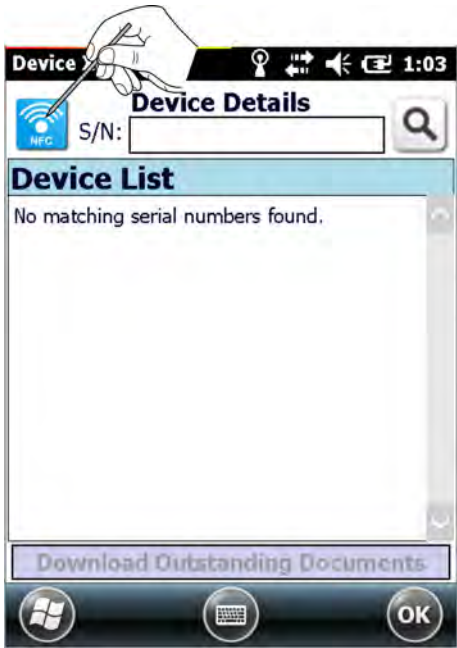 Device
1:03
Device Details
NFC
S/N:
Device List
No matching serial numbers found.
Download Outstanding Documents
OK